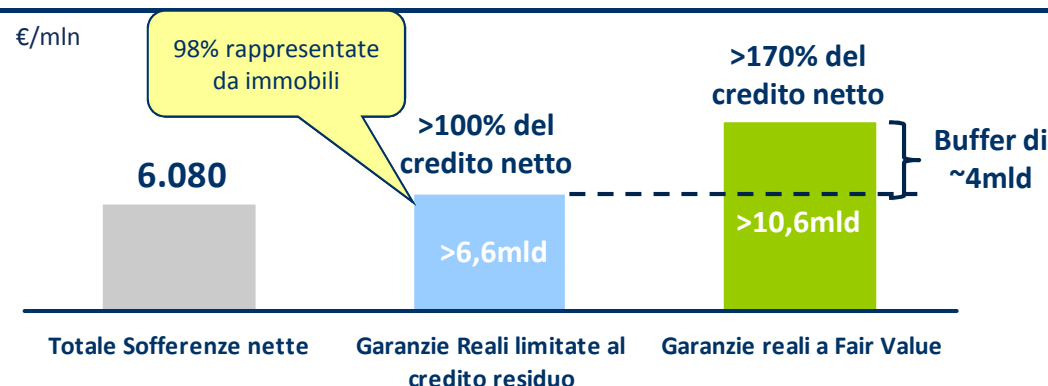 €/mln
98% rappresentate
da immobili
6.080
>100% del
credito netto
>6,6mld
>170% del
credito netto
>10,6mld
Buffer di
~4mld
Totale Sofferenze nette
Garanzie Reali limitate al
credito residuo
Garanzie reali a Fair Value